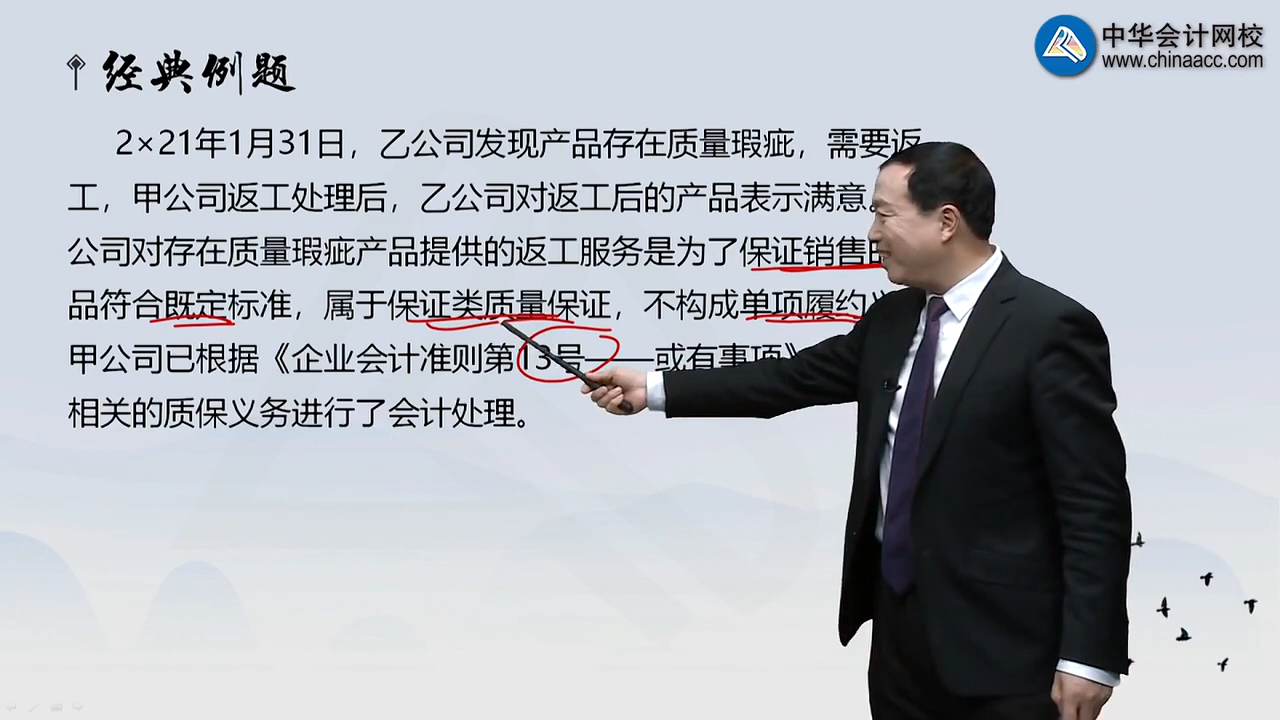 经典例题
中华会计网校
www.chinaacc.com
2×21年1月31日，乙公司发现产品存在质量瑕疵，需要返
工，甲公司返工处理后，乙公司对返工后的产品表示满意。
公司对存在质量瑕疵产品提供的返工服务是为了保证销售
品符合既定标准，属于保证类质量保证，不构成单项履约
甲公司已根据《企业会计准则第13号——或有事项》
相关的质保义务进行了会计处理。